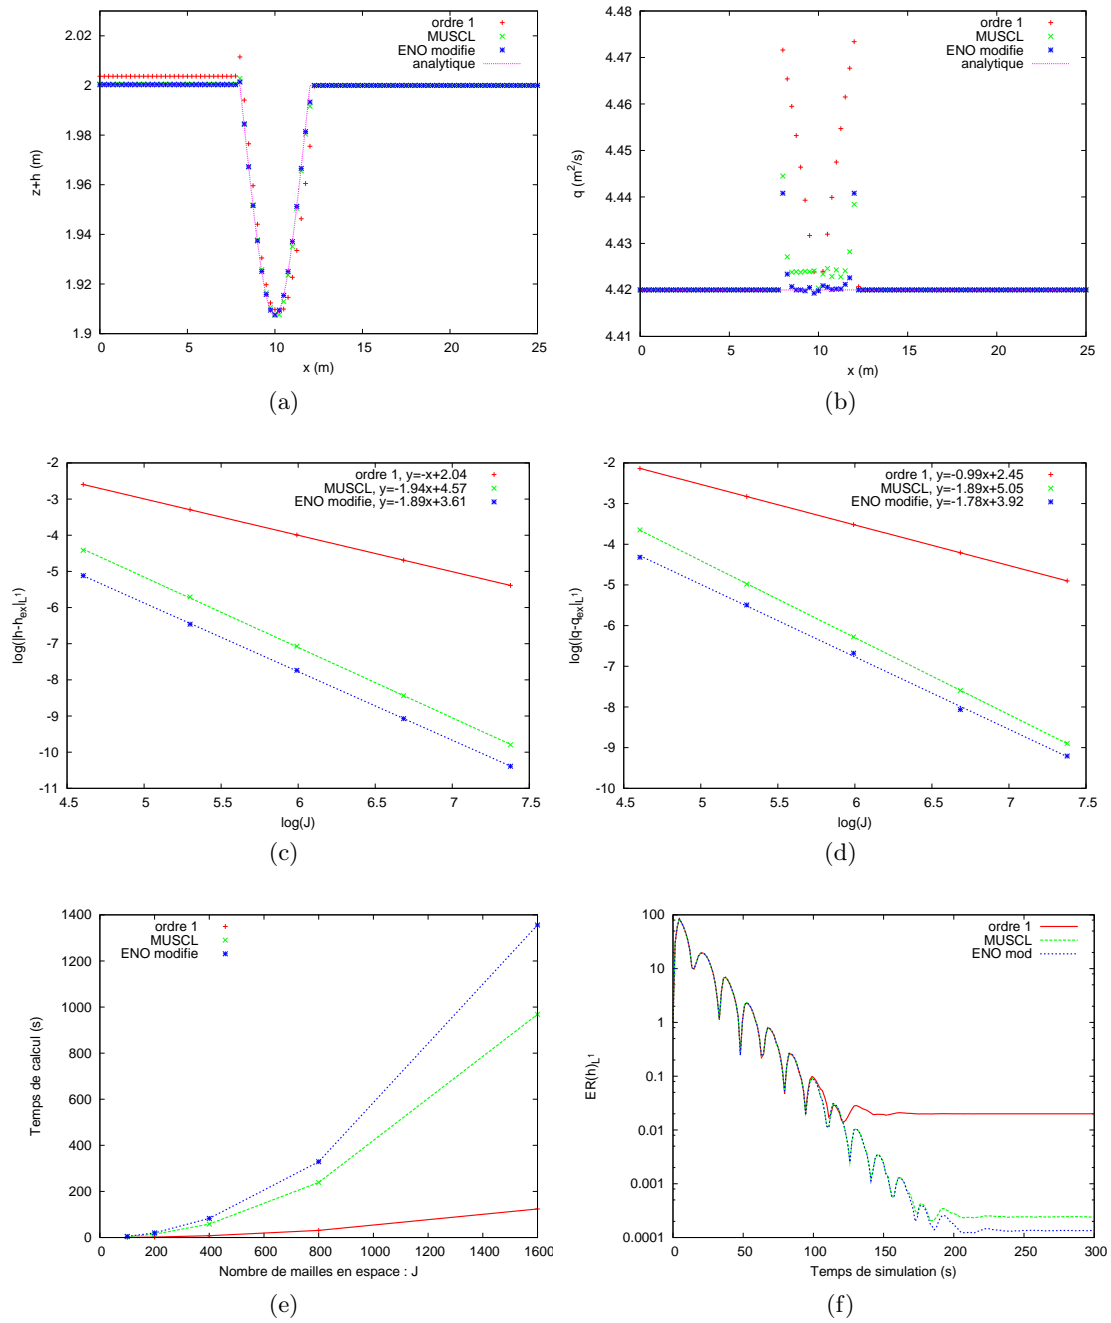 2.02
2
1.98
1.96
1.94
1.92
1.9
z+h (m)
0 5 10 15 20 25
x (m)
ordre 1
MUSCL
ENO modifie
analytique
(a)
4.48
4.47
4.46
4.45
4.44
4.43
4.42
4.41
q (m²/s)
0 5 10 15 20 25
x (m)
ordre 1
MUSCL
ENO modifie
analytique
(b)
-2
-3
-4
-5
-6
-7
-8
-9
-10
-11
log(|h-h_ex|_L¹)
4.5 5 5.5 6 6.5 7 7.5
log(J)
ordre 1, y=-x+2.04
MUSCL, y=-1.94x+4.57
ENO modifie, y=-1.89x+3.61
(c)
-2
-3
-4
-5
-6
-7
-8
-9
-10
log(|q-q_ex|_L¹)
4.5 5 5.5 6 6.5 7 7.5
log(J)
ordre 1, y=-0.99x+2.45
MUSCL, y=-1.89x+5.05
ENO modifie, y=-1.78x+3.92
(d)
1400
1200
1000
800
600
400
200
0
Temps de calcul (s)
0 200 400 600 800 1000 1200 1400 1600
Nombre de mailles en espace : J
ordre 1
MUSCL
ENO modifie
(e)
100
10
1
0.1
0.01
0.001
0.0001
ER(h)_L¹
0 50 100 150 200 250 300
Temps de simulation (s)
ordre 1
MUSCL
ENO mod
(f)